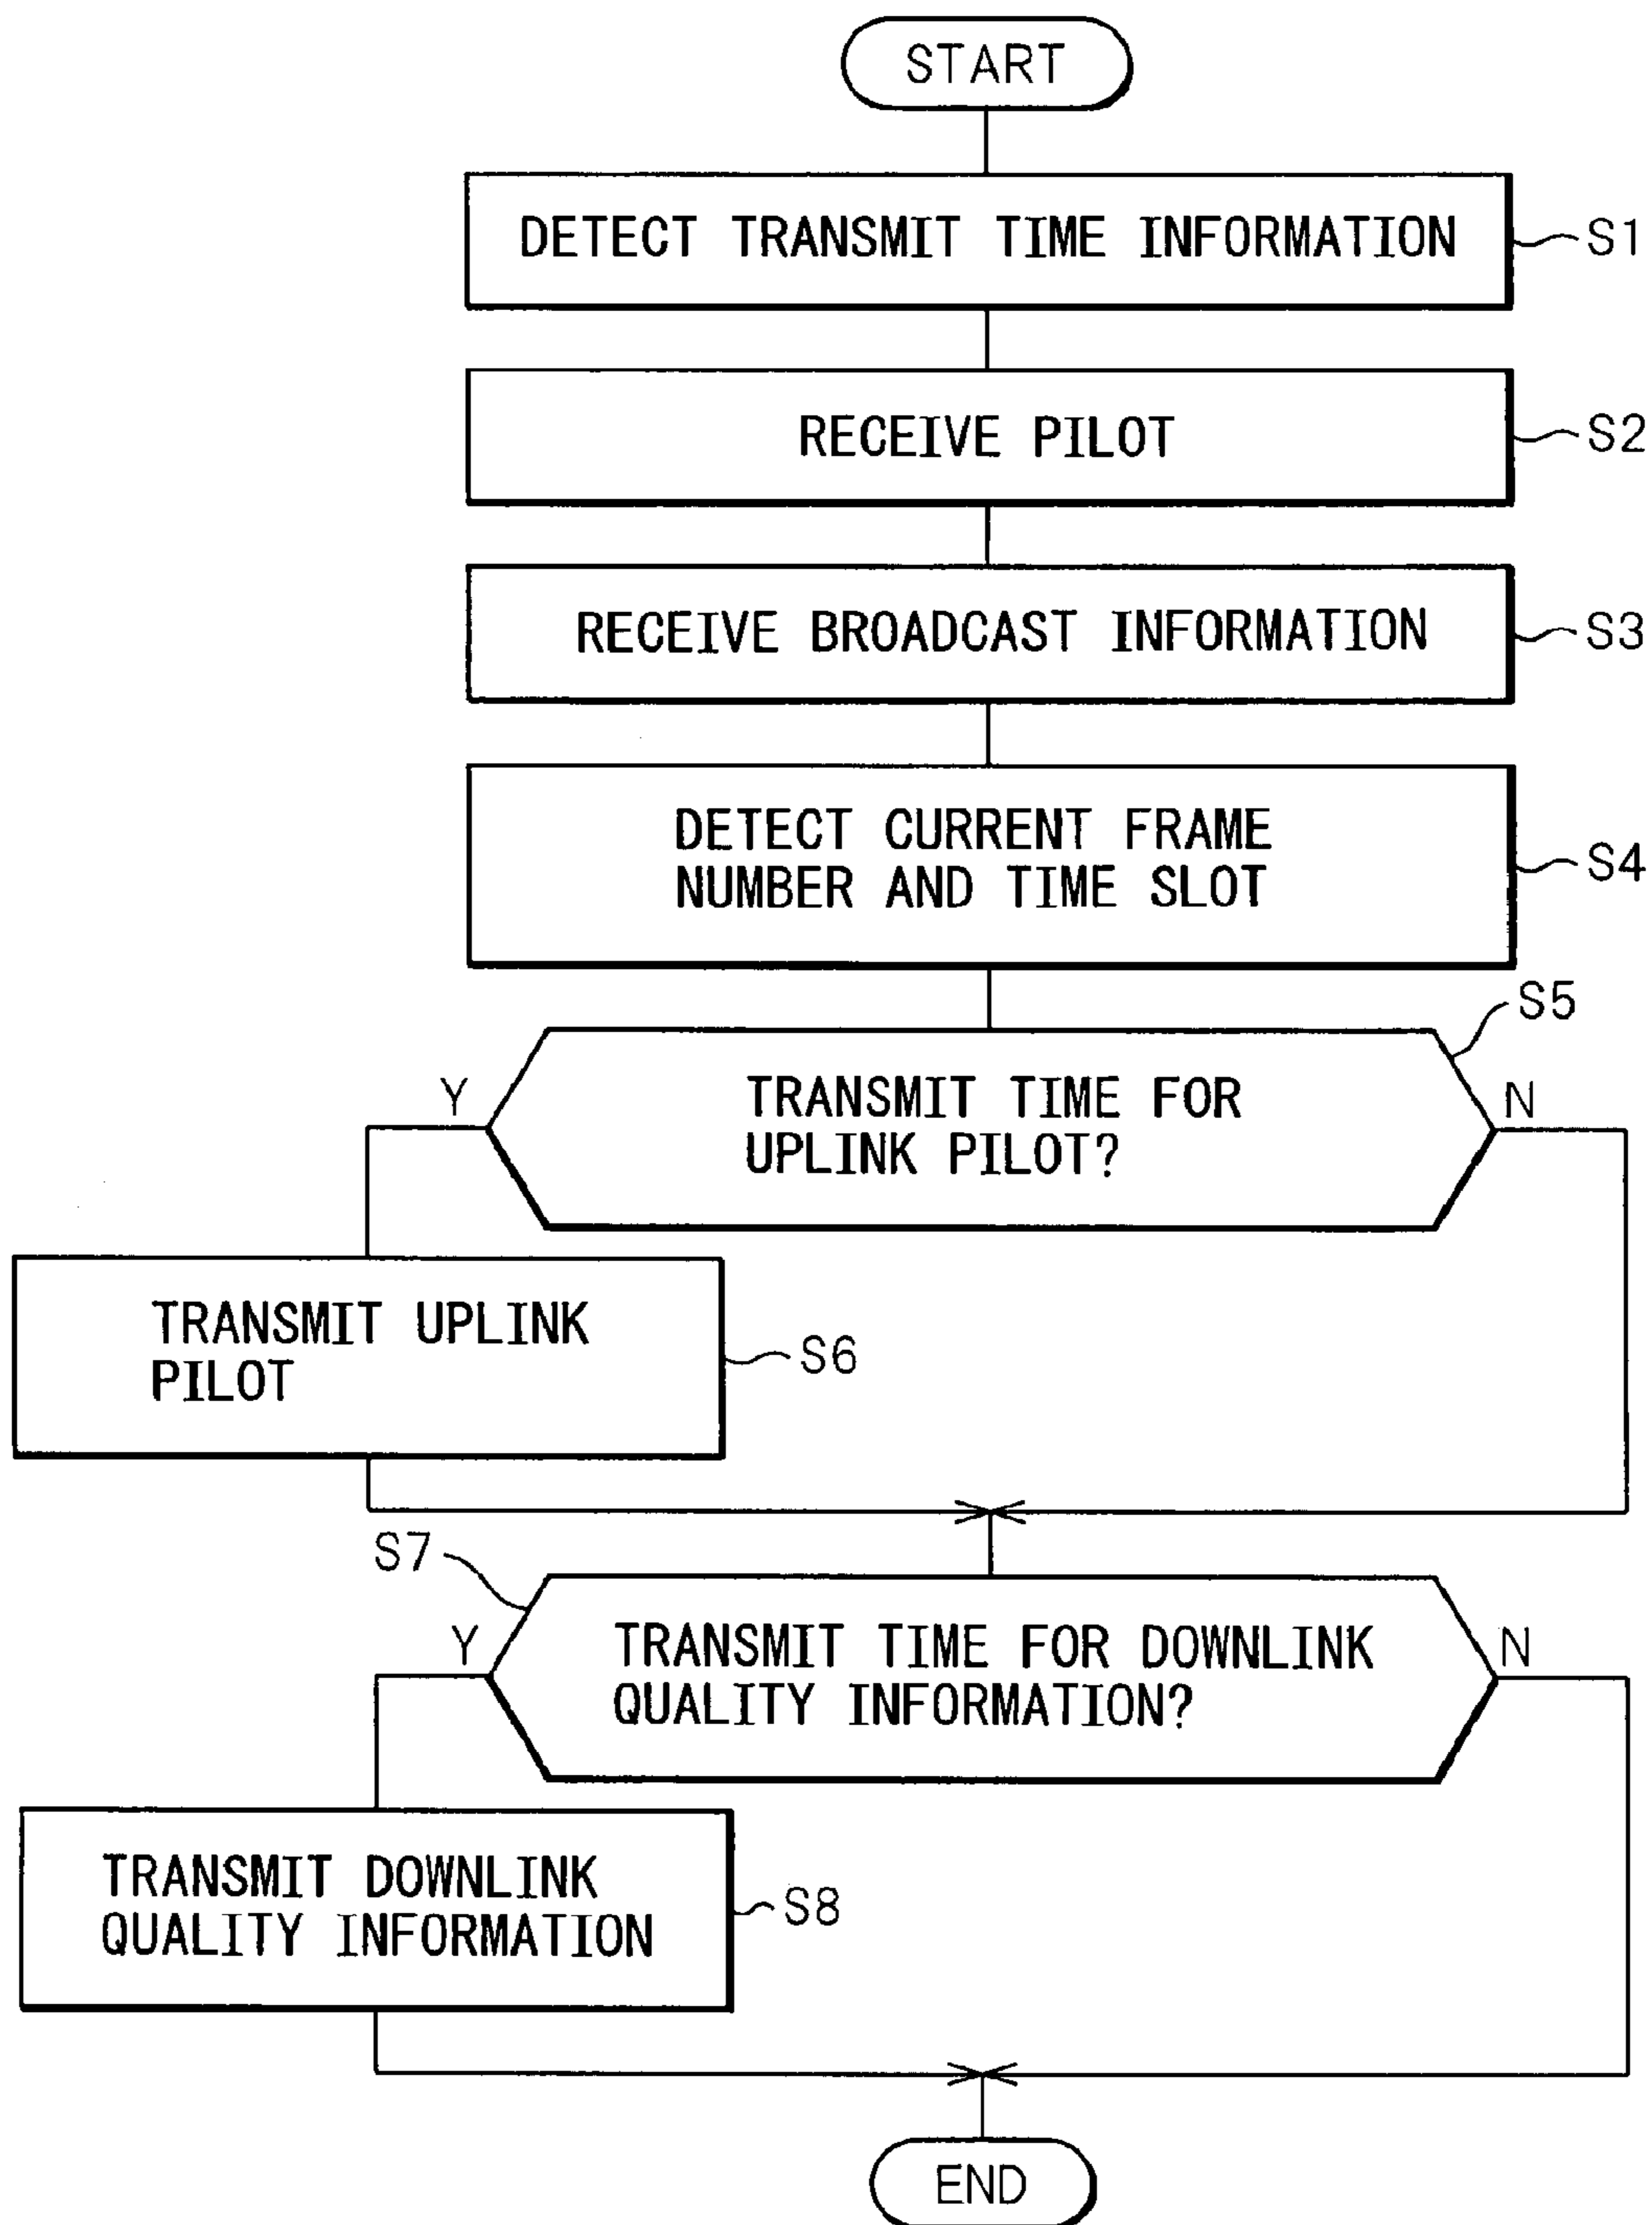 START
DETECT TRANSMIT TIME INFORMATION
S1
RECEIVE PILOT
S2
RECEIVE BROADCAST INFORMATION
S3
DETECT CURRENT FRAME
NUMBER AND TIME SLOT
S4
S5
Y
TRANSMIT TIME FOR
UPLINK PILOT?
N
TRANSMIT UPLINK
PILOT
S6
S7
Y
TRANSMIT TIME FOR DOWNLINK
QUALITY INFORMATION?
N
TRANSMIT DOWNLINK
QUALITY INFORMATION
S8
END